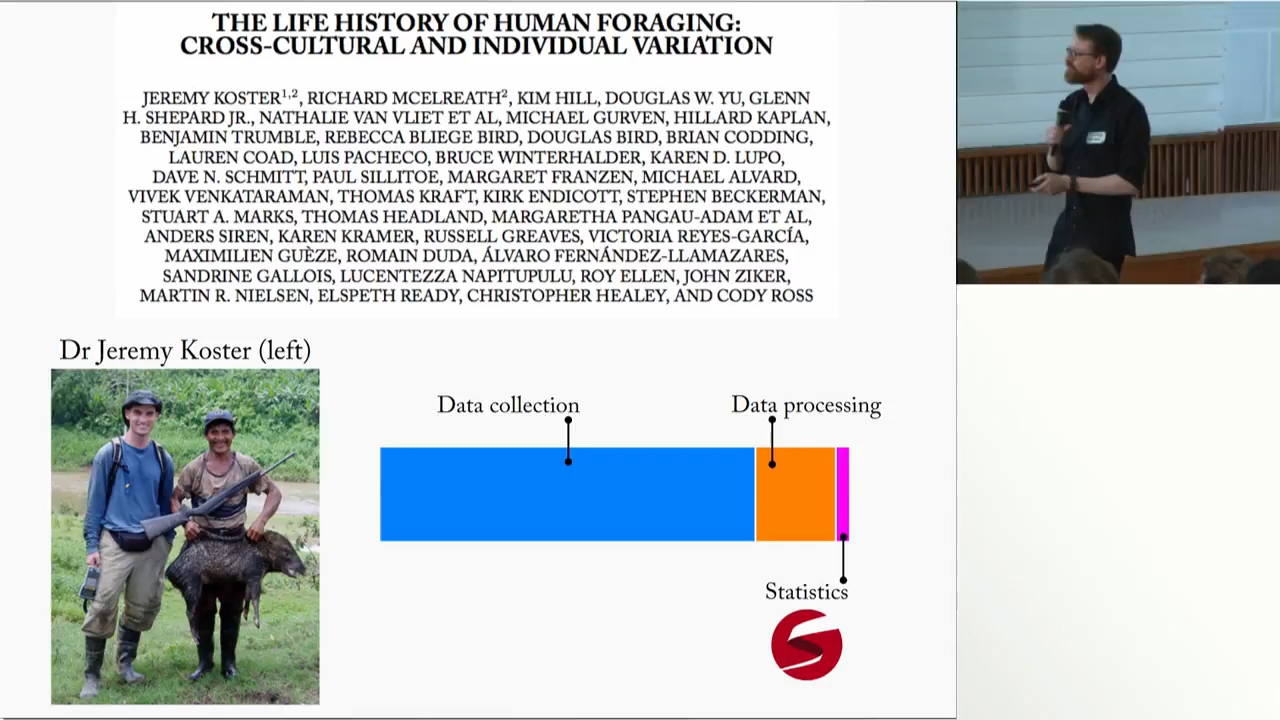 THE LIFE HISTORY OF HUMAN FORAGING:
CROSS-CULTURAL AND INDIVIDUAL VARIATION
JEREMY KOSTER1,2, RICHARD MCELREATH2, KIM HILL, DOUGLAS W. YU, GLENN
H. SHEPARD JR., NATHALIE VAN VLIET ET AL, MICHAEL GURVEN, HILLARD KAPLAN,
BENJAMIN TRUMBLE, REBECCA BLIEGE BIRD, DOUGLAS BIRD, BRIAN CODDING,
LAUREN COAD, LUIS PACHECO, BRUCE WINTERHALDER, KAREN D. LUPO,
DAVE N. SCHMITT, PAUL SILLITOE, MARGARET FRANZEN, MICHAEL ALVARD,
VIVEK VENKATARAMAN, THOMAS KRAFT, KIRK ENDICOTT, STEPHEN BECKERMAN,
STUART A. MARKS, THOMAS HEADLAND, MARGARETHA PANGAU-ADAM ET AL,
ANDERS SIREN, KAREN KRAMER, RUSSELL GREAVES, VICTORIA REYES-GARCÍA,
MAXIMILIEN GUÈZE, ROMAIN DUDA, ÁLVARO FERNÁNDEZ-LLAMAZARES,
SANDRINE GALLOIS, LUCENTEZZA NAPITUPULU, ROY ELLEN, JOHN ZIKER,
MARTIN R. NIELSEN, ELSPETH READY, CHRISTOPHER HEALEY, AND CODY ROSS
Dr Jeremy Koster (left)
Data collection
Data processing
Statistics